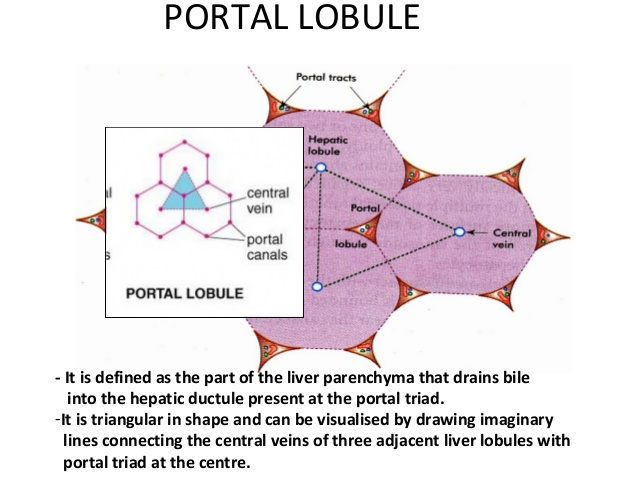 PORTAL LOBULE
Portal tracts
Hepatic
lobule
Portal
lobule
Central
vein
al
s
central
vein
portal
canals
PORTAL LOBULE
- It is defined as the part of the liver parenchyma that drains bile
into the hepatic ductule present at the portal triad.
-It is triangular in shape and can be visualised by drawing imaginary
lines connecting the central veins of three adjacent liver lobules with
portal triad at the centre.